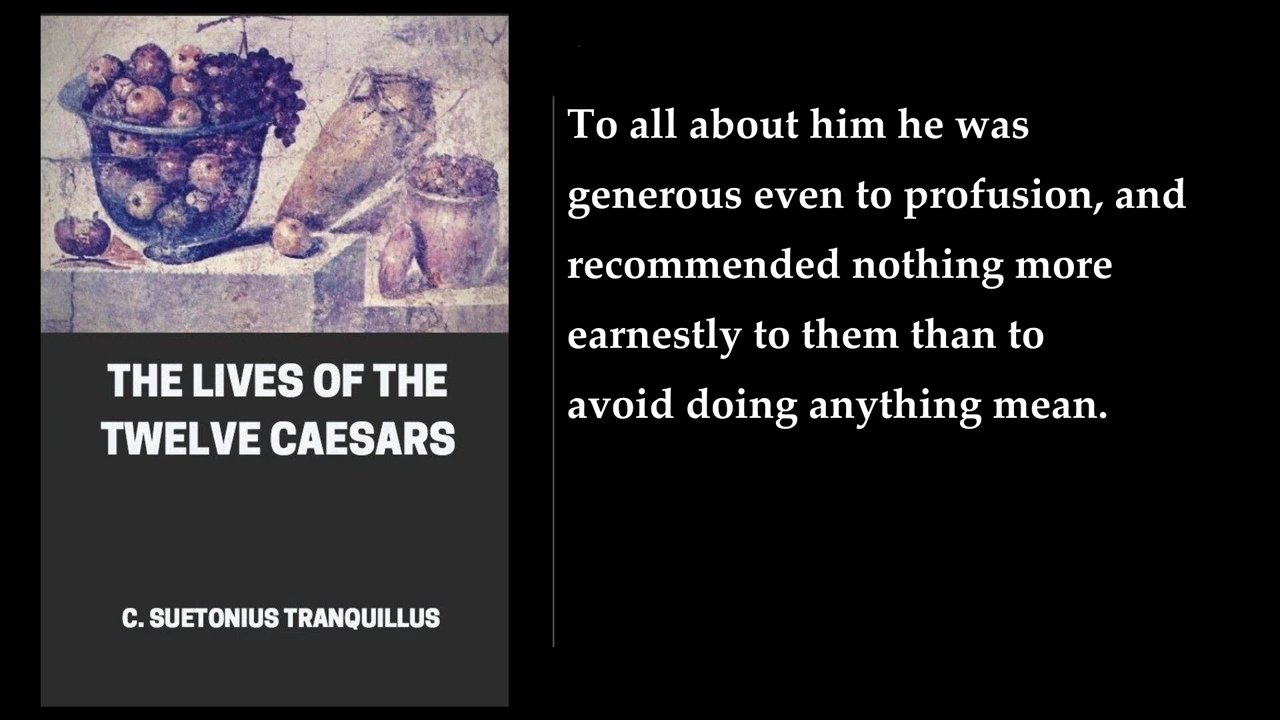 THE LIVES OF THE
TWELVE CAESARS
C. SUETONIUS TRANQUILLUS
To all about him he was
generous even to profusion, and
recommended nothing more
earnestly to them than to
avoid doing anything mean.